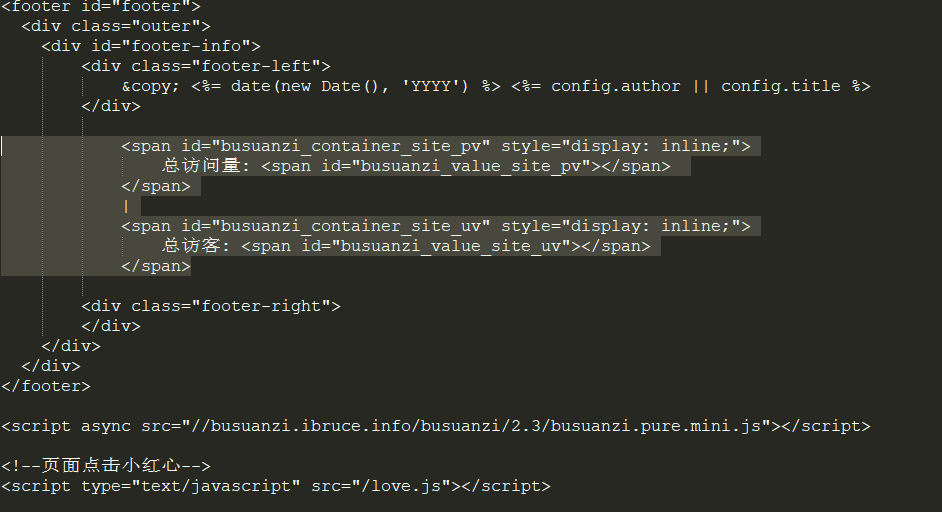 <footer id="footer">
  <div class="outer">
    <div id="footer-info">
        <div class="footer-left">
            &copy; <%= date(new Date(), 'YYYY') %> <%= config.author || config.title %>
        </div>

            <span id="busuanzi_container_site_pv" style="display: inline;">
                总访问量: <span id="busuanzi_value_site_pv"></span>
            </span>
            |
            <span id="busuanzi_container_site_uv" style="display: inline;">
                总访客: <span id="busuanzi_value_site_uv"></span>
            </span>

        <div class="footer-right">
        </div>
    </div>
  </div>
</footer>

<script async src="//busuanzi.ibruce.info/busuanzi/2.3/busuanzi.pure.mini.js"></script>

<!--页面点击小红心-->
<script type="text/javascript" src="/love.js"></script>